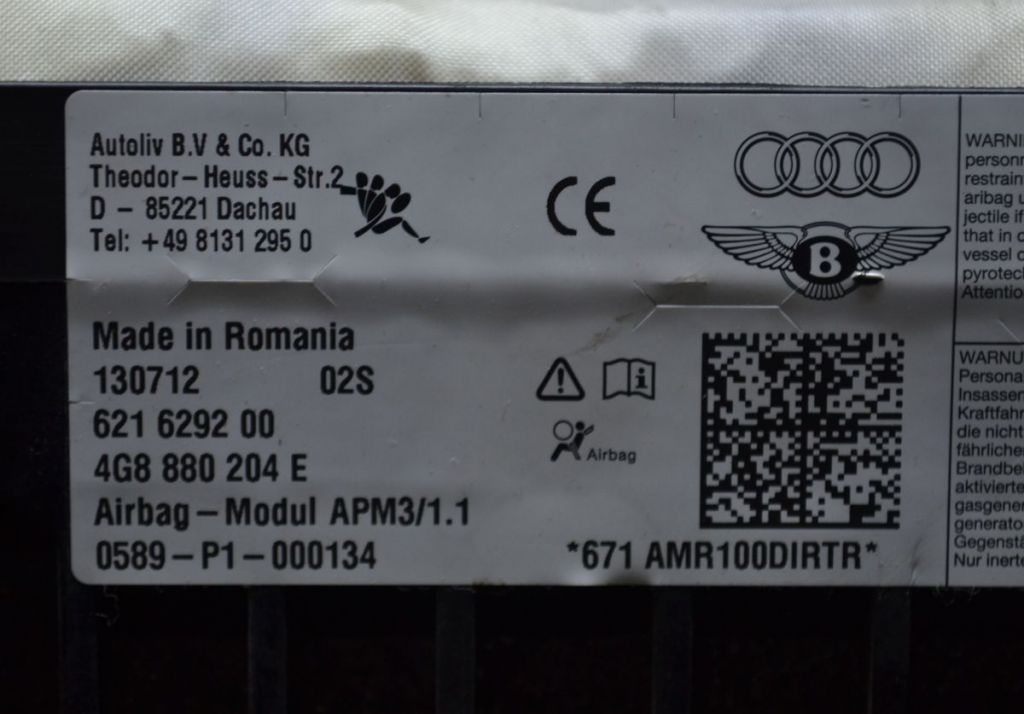 Autoliv B.V & Co. KG
Theodor–Heuss–Str.2
D – 85221 Dachau
Tel: +49 8131 295 0
CE
B
Made in Romania
130712 02S
621 6292 00
4G8 880 204 E
Airbag–Modul APM3/1.1
0589–P1–000134
Airbag
*671 AMR100DIRTR*
WARNI
personn
restrain
aribag u
jectile if
that in c
vessel o
pyrotec
Attentio
WARNU
Persona
Insassen
Kraftfahr
die nicht
fährlicher
Brandbe
aktivierte
gasgener
generato
Gegenstä
Nur inerte